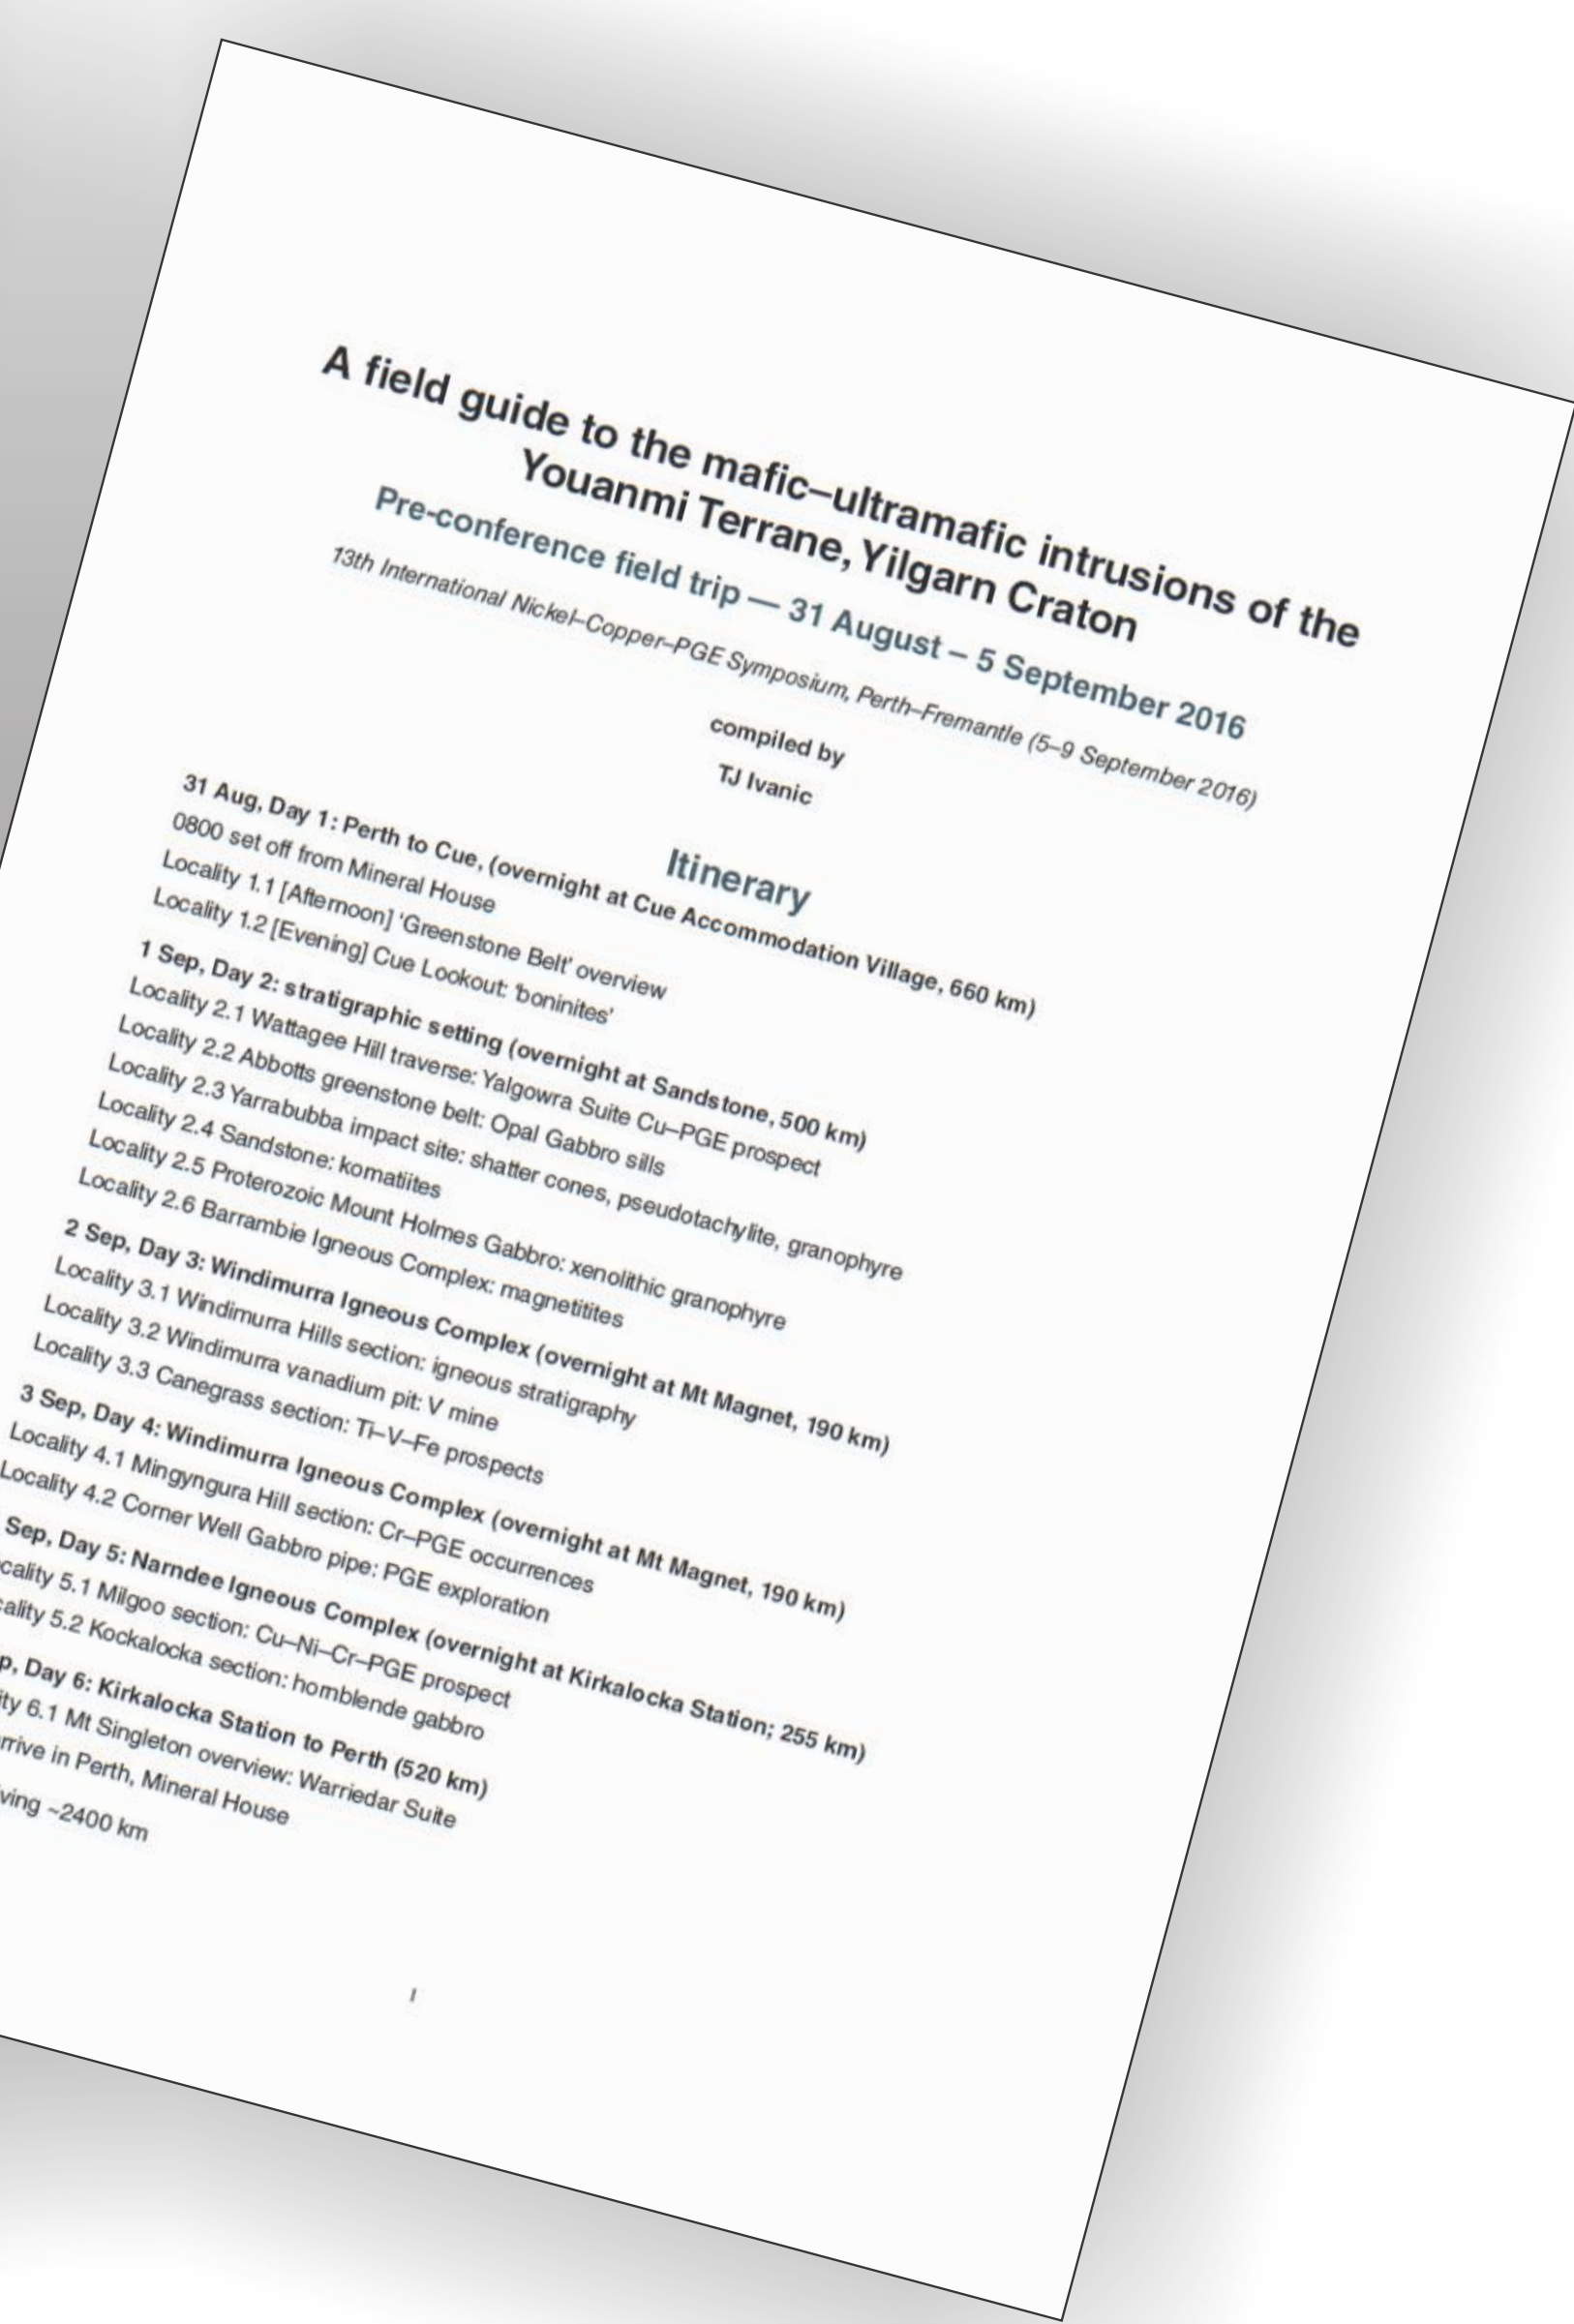 A field guide to the mafic–ultramafic intrusions of the
Youanmi Terrane, Yilgarn Craton
Pre-conference field trip — 31 August – 5 September 2016
13th International Nickel–Copper–PGE Symposium, Perth–Fremantle (5–9 September 2016)
compiled by
TJ Ivanic
Itinerary
31 Aug, Day 1: Perth to Cue, (overnight at Cue Accommodation Village, 660 km)
0800 set off from Mineral House
Locality 1.1 [Afternoon] ‘Greenstone Belt’ overview
Locality 1.2 [Evening] Cue Lookout: ‘boninites’
1 Sep, Day 2: stratigraphic setting (overnight at Sandstone, 500 km)
Locality 2.1 Wattagee Hill traverse: Yalgowra Suite Cu–PGE prospect
Locality 2.2 Abbotts greenstone belt: Opal Gabbro sills
Locality 2.3 Yarrabubba impact site: shatter cones, pseudotachylite, granophyre
Locality 2.4 Sandstone: komatiites
Locality 2.5 Proterozoic Mount Holmes Gabbro: xenolithic granophyre
Locality 2.6 Barrambie Igneous Complex: magnetitites
2 Sep, Day 3: Windimurra Igneous Complex (overnight at Mt Magnet, 190 km)
Locality 3.1 Windimurra Hills section: igneous stratigraphy
Locality 3.2 Windimurra vanadium pit: V mine
Locality 3.3 Canegrass section: Ti–V–Fe prospects
3 Sep, Day 4: Windimurra Igneous Complex (overnight at Mt Magnet, 190 km)
Locality 4.1 Mingyngura Hill section: Cr–PGE occurrences
Locality 4.2 Corner Well Gabbro pipe: PGE exploration
Sep, Day 5: Narndee Igneous Complex (overnight at Kirkalocka Station; 255 km)
cality 5.1 Milgoo section: Cu–Ni–Cr–PGE prospect
ality 5.2 Kockalocka section: hornblende gabbro
p, Day 6: Kirkalocka Station to Perth (520 km)
ity 6.1 Mt Singleton overview: Warriedar Suite
rrive in Perth, Mineral House
ving ~2400 km